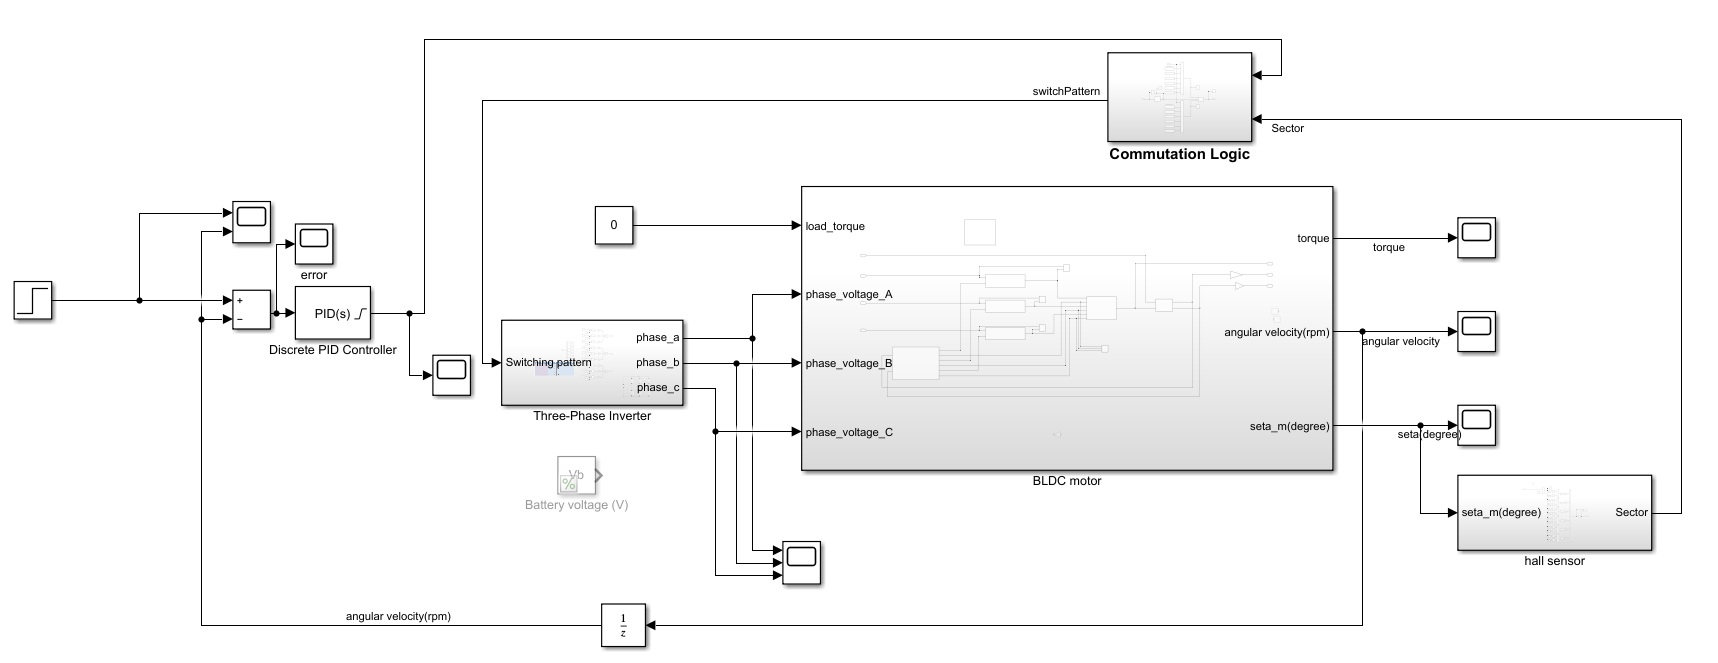 switchPattern
Sector
Commutation Logic
error
+
−
PID(s)
Discrete PID Controller
0
load_torque
phase_voltage_A
phase_voltage_B
phase_voltage_C
torque
angular velocity(rpm)
seta_m(degree)
BLDC motor
torque
angular velocity
seta(degree)
Switching pattern
phase_a
phase_b
phase_c
Three-Phase Inverter
Vb
%
Battery voltage (V)
seta_m(degree)
Sector
hall sensor
angular velocity(rpm)
1
z